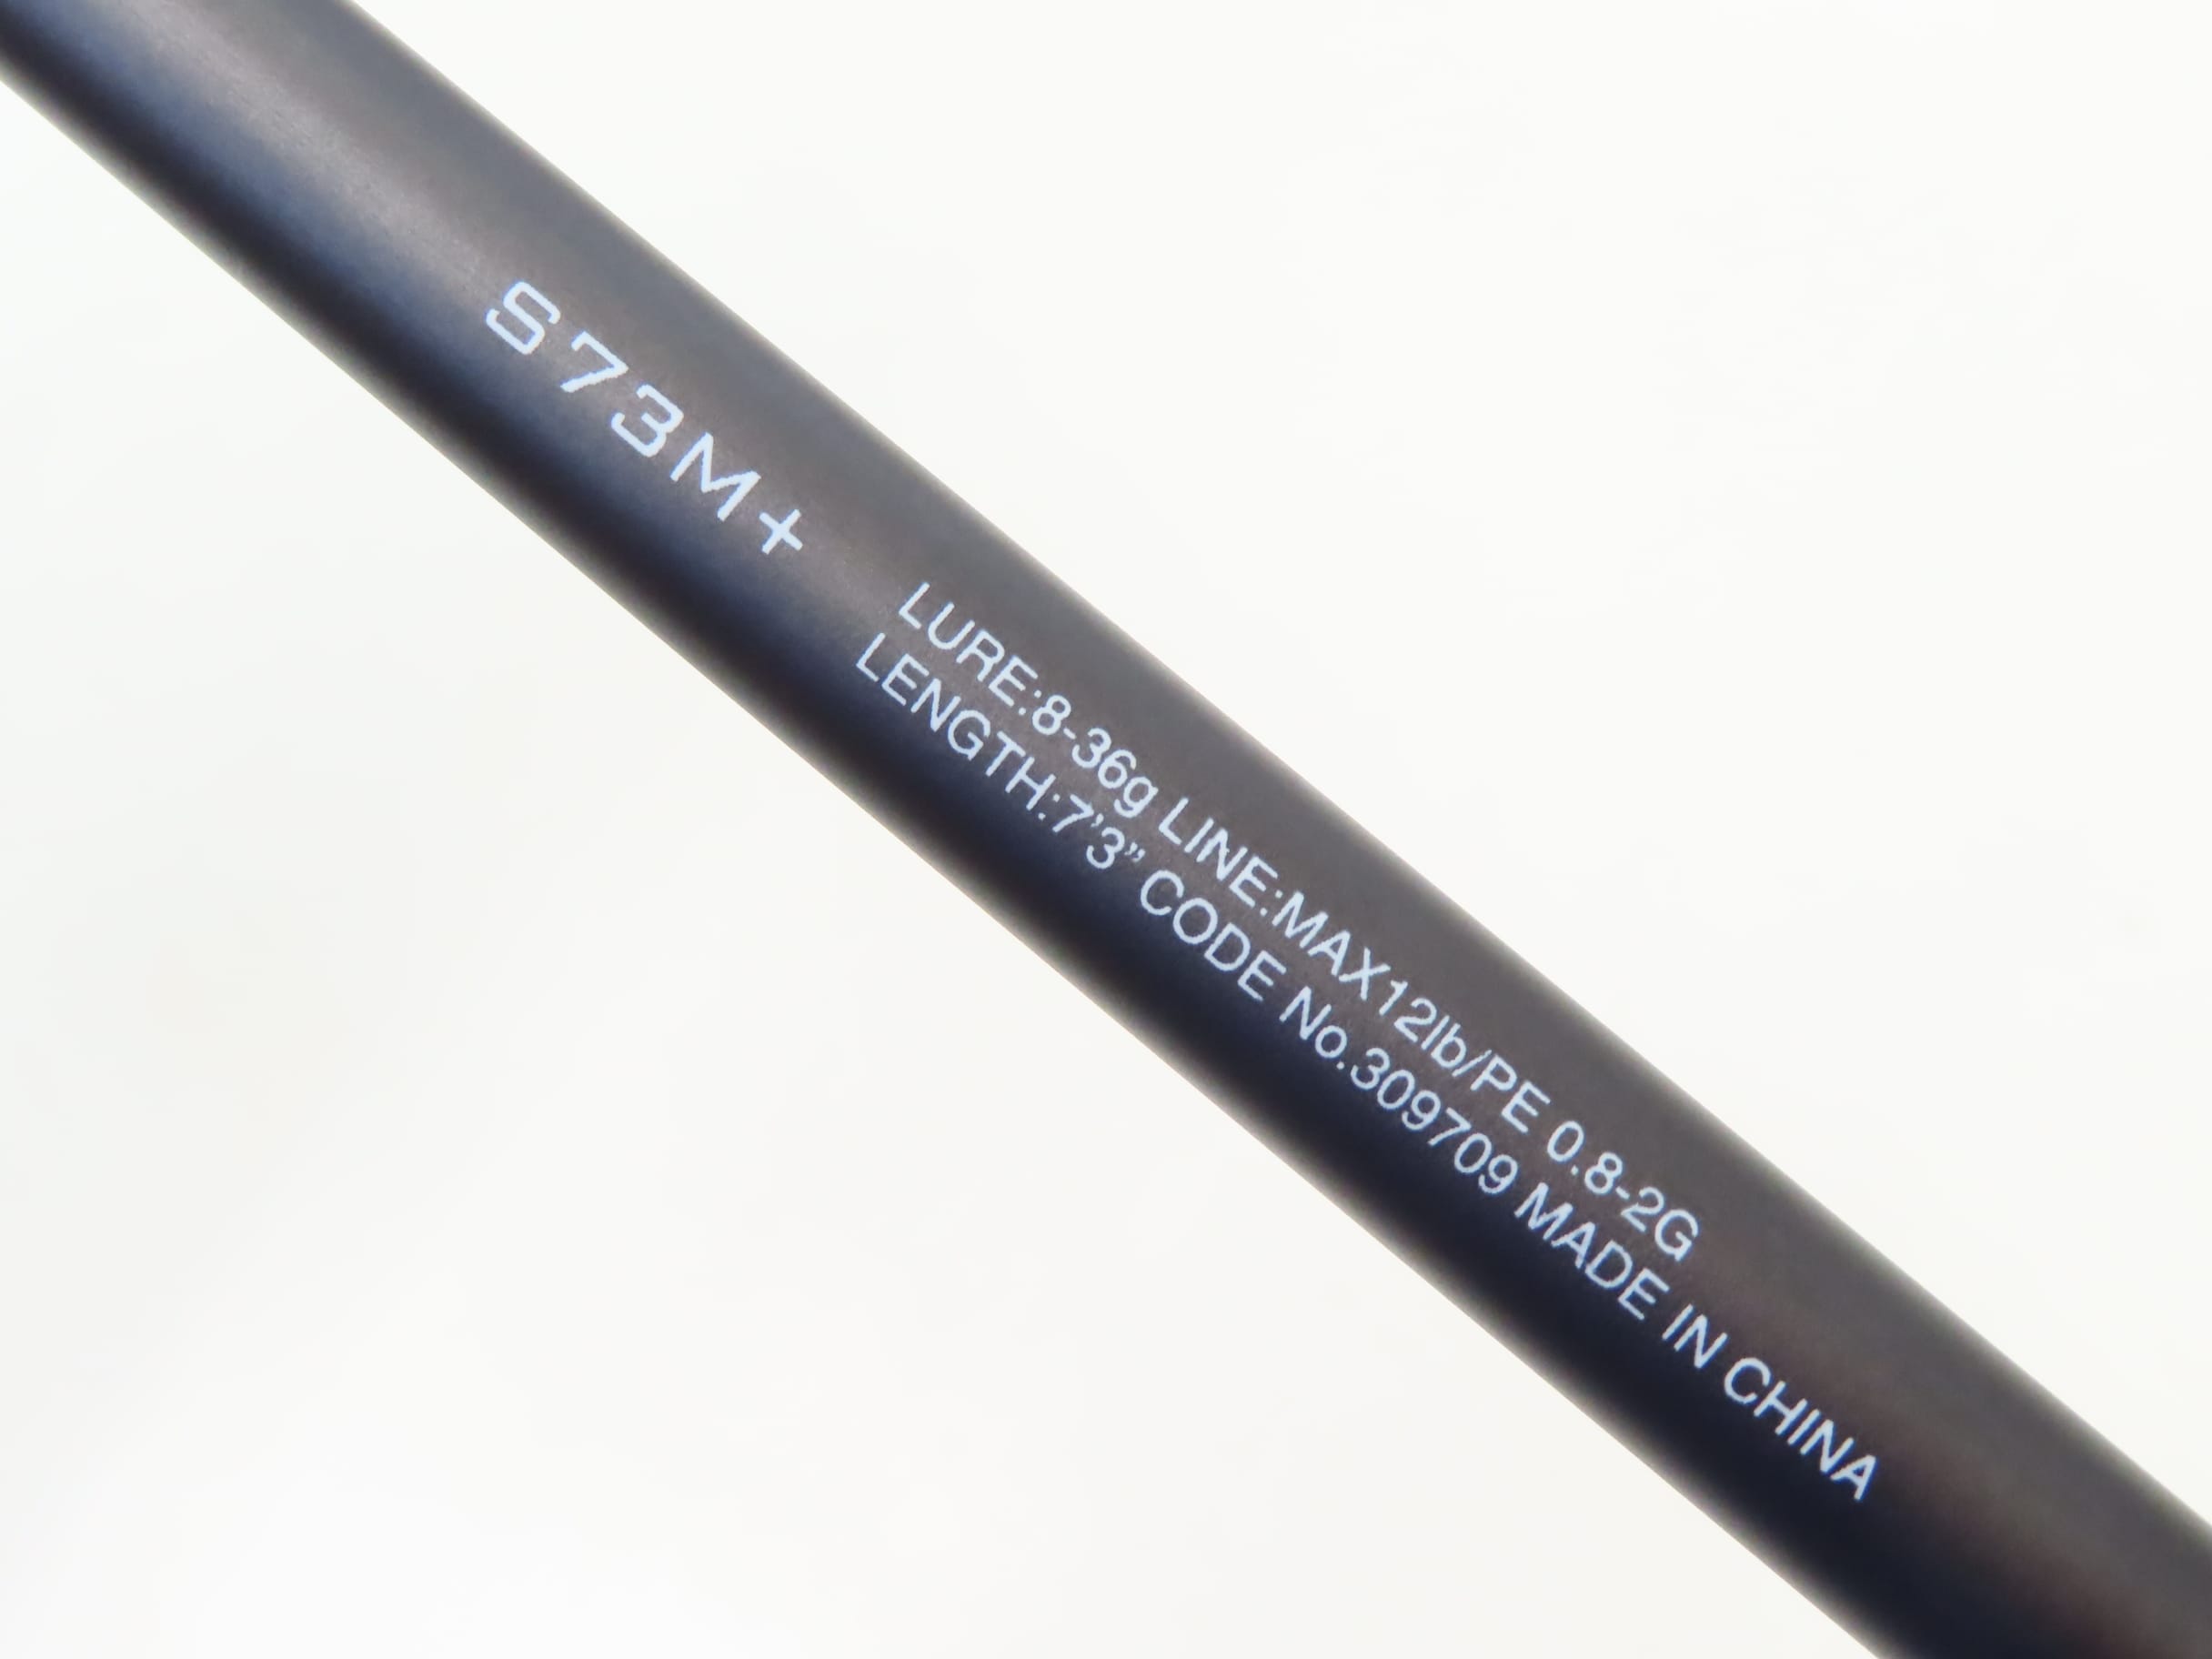 S73M+
LURE:8-36g LINE:MAX12lb/PE 0.8-2G
LENGTH:7'3” CODE No.309709 MADE IN CHINA